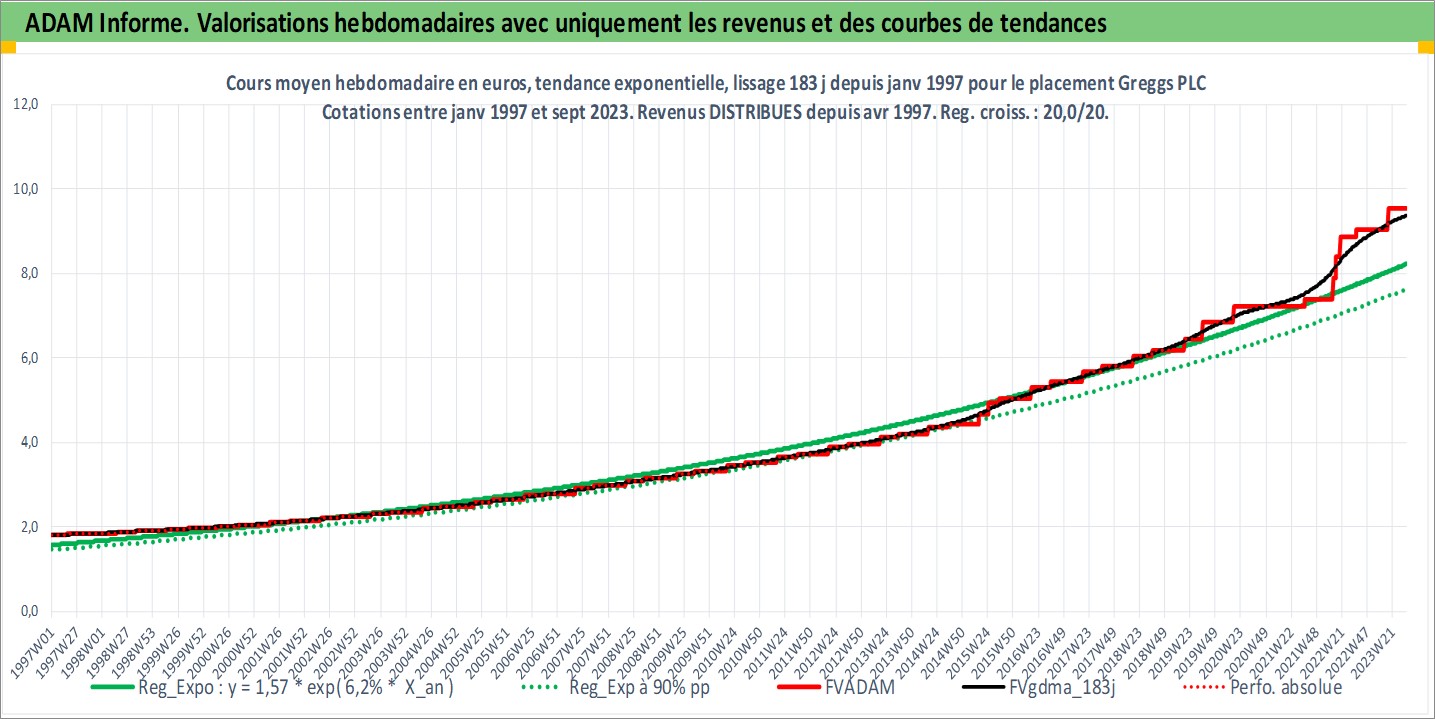 ADAM Informe. Valorisations hebdomadaires avec uniquement les revenus et des courbes de tendances
Cours moyen hebdomadaire en euros, tendance exponentielle, lissage 183 j depuis janv 1997 pour le placement Greggs PLC
Cotations entre janv 1997 et sept 2023. Revenus DISTRIBUES depuis avr 1997. Reg. croiss. : 20,0/20.
12,0
10,0
8,0
6,0
4,0
2,0
0,0
1997W01 1997W27 1998W01 1998W27 1998W53 1999W26 1999W52 2000W26 2000W52 2001W26 2001W52 2002W26 2002W52 2003W26 2003W52 2004W26 2004W52 2005W25 2005W51 2006W25 2006W51 2007W25 2007W51 2008W25 2008W51 2009W25 2009W51 2010W24 2010W50 2011W24 2011W50 2012W24 2012W50 2013W24 2013W50 2014W24 2014W50 2015W24 2015W50 2016W23 2016W49 2017W23 2017W49 2018W23 2018W49 2019W23 2019W49 2020W23 2020W49 2021W22 2021W48 2022W21 2022W47 2023W21
Reg_Expo : y = 1,57 * exp( 6,2% * X_an ) Reg_Exp à 90% pp FVADAM FVgdma_183j Perfo. absolue